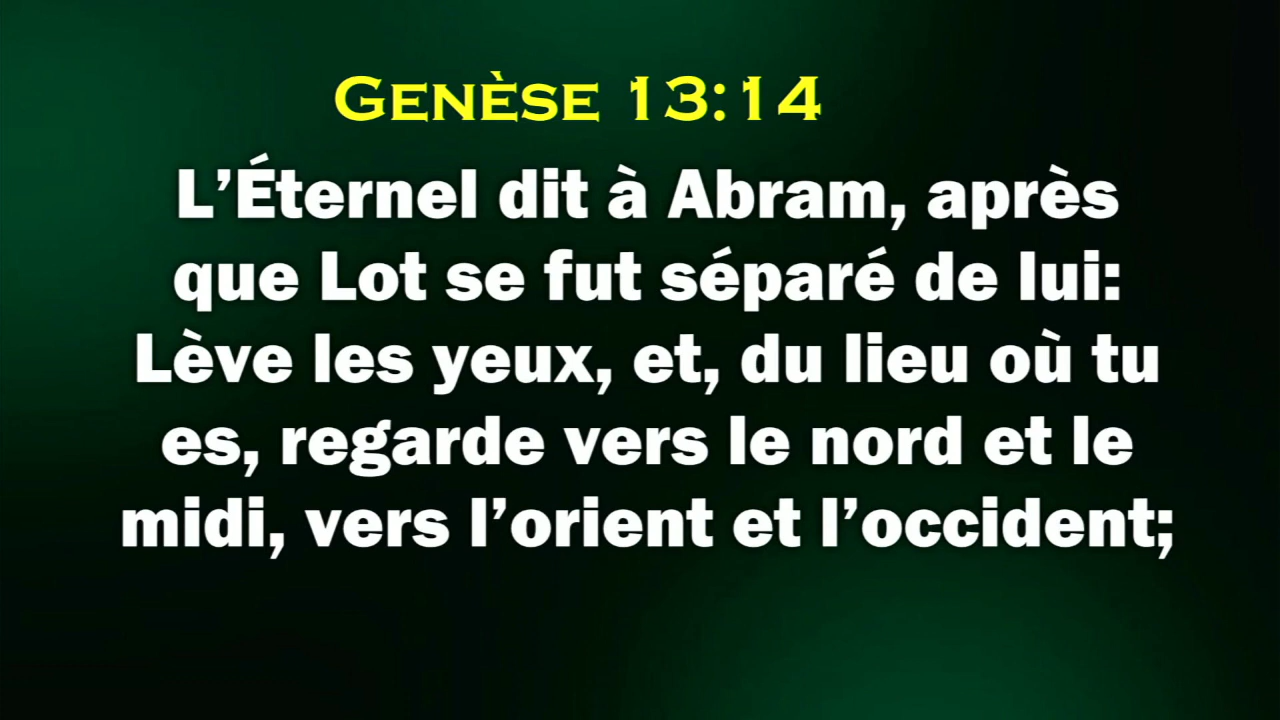 Genèse 13:14
L’Éternel dit à Abram, après
que Lot se fut séparé de lui:
Lève les yeux, et, du lieu où tu
es, regarde vers le nord et le
midi, vers l’orient et l’occident;